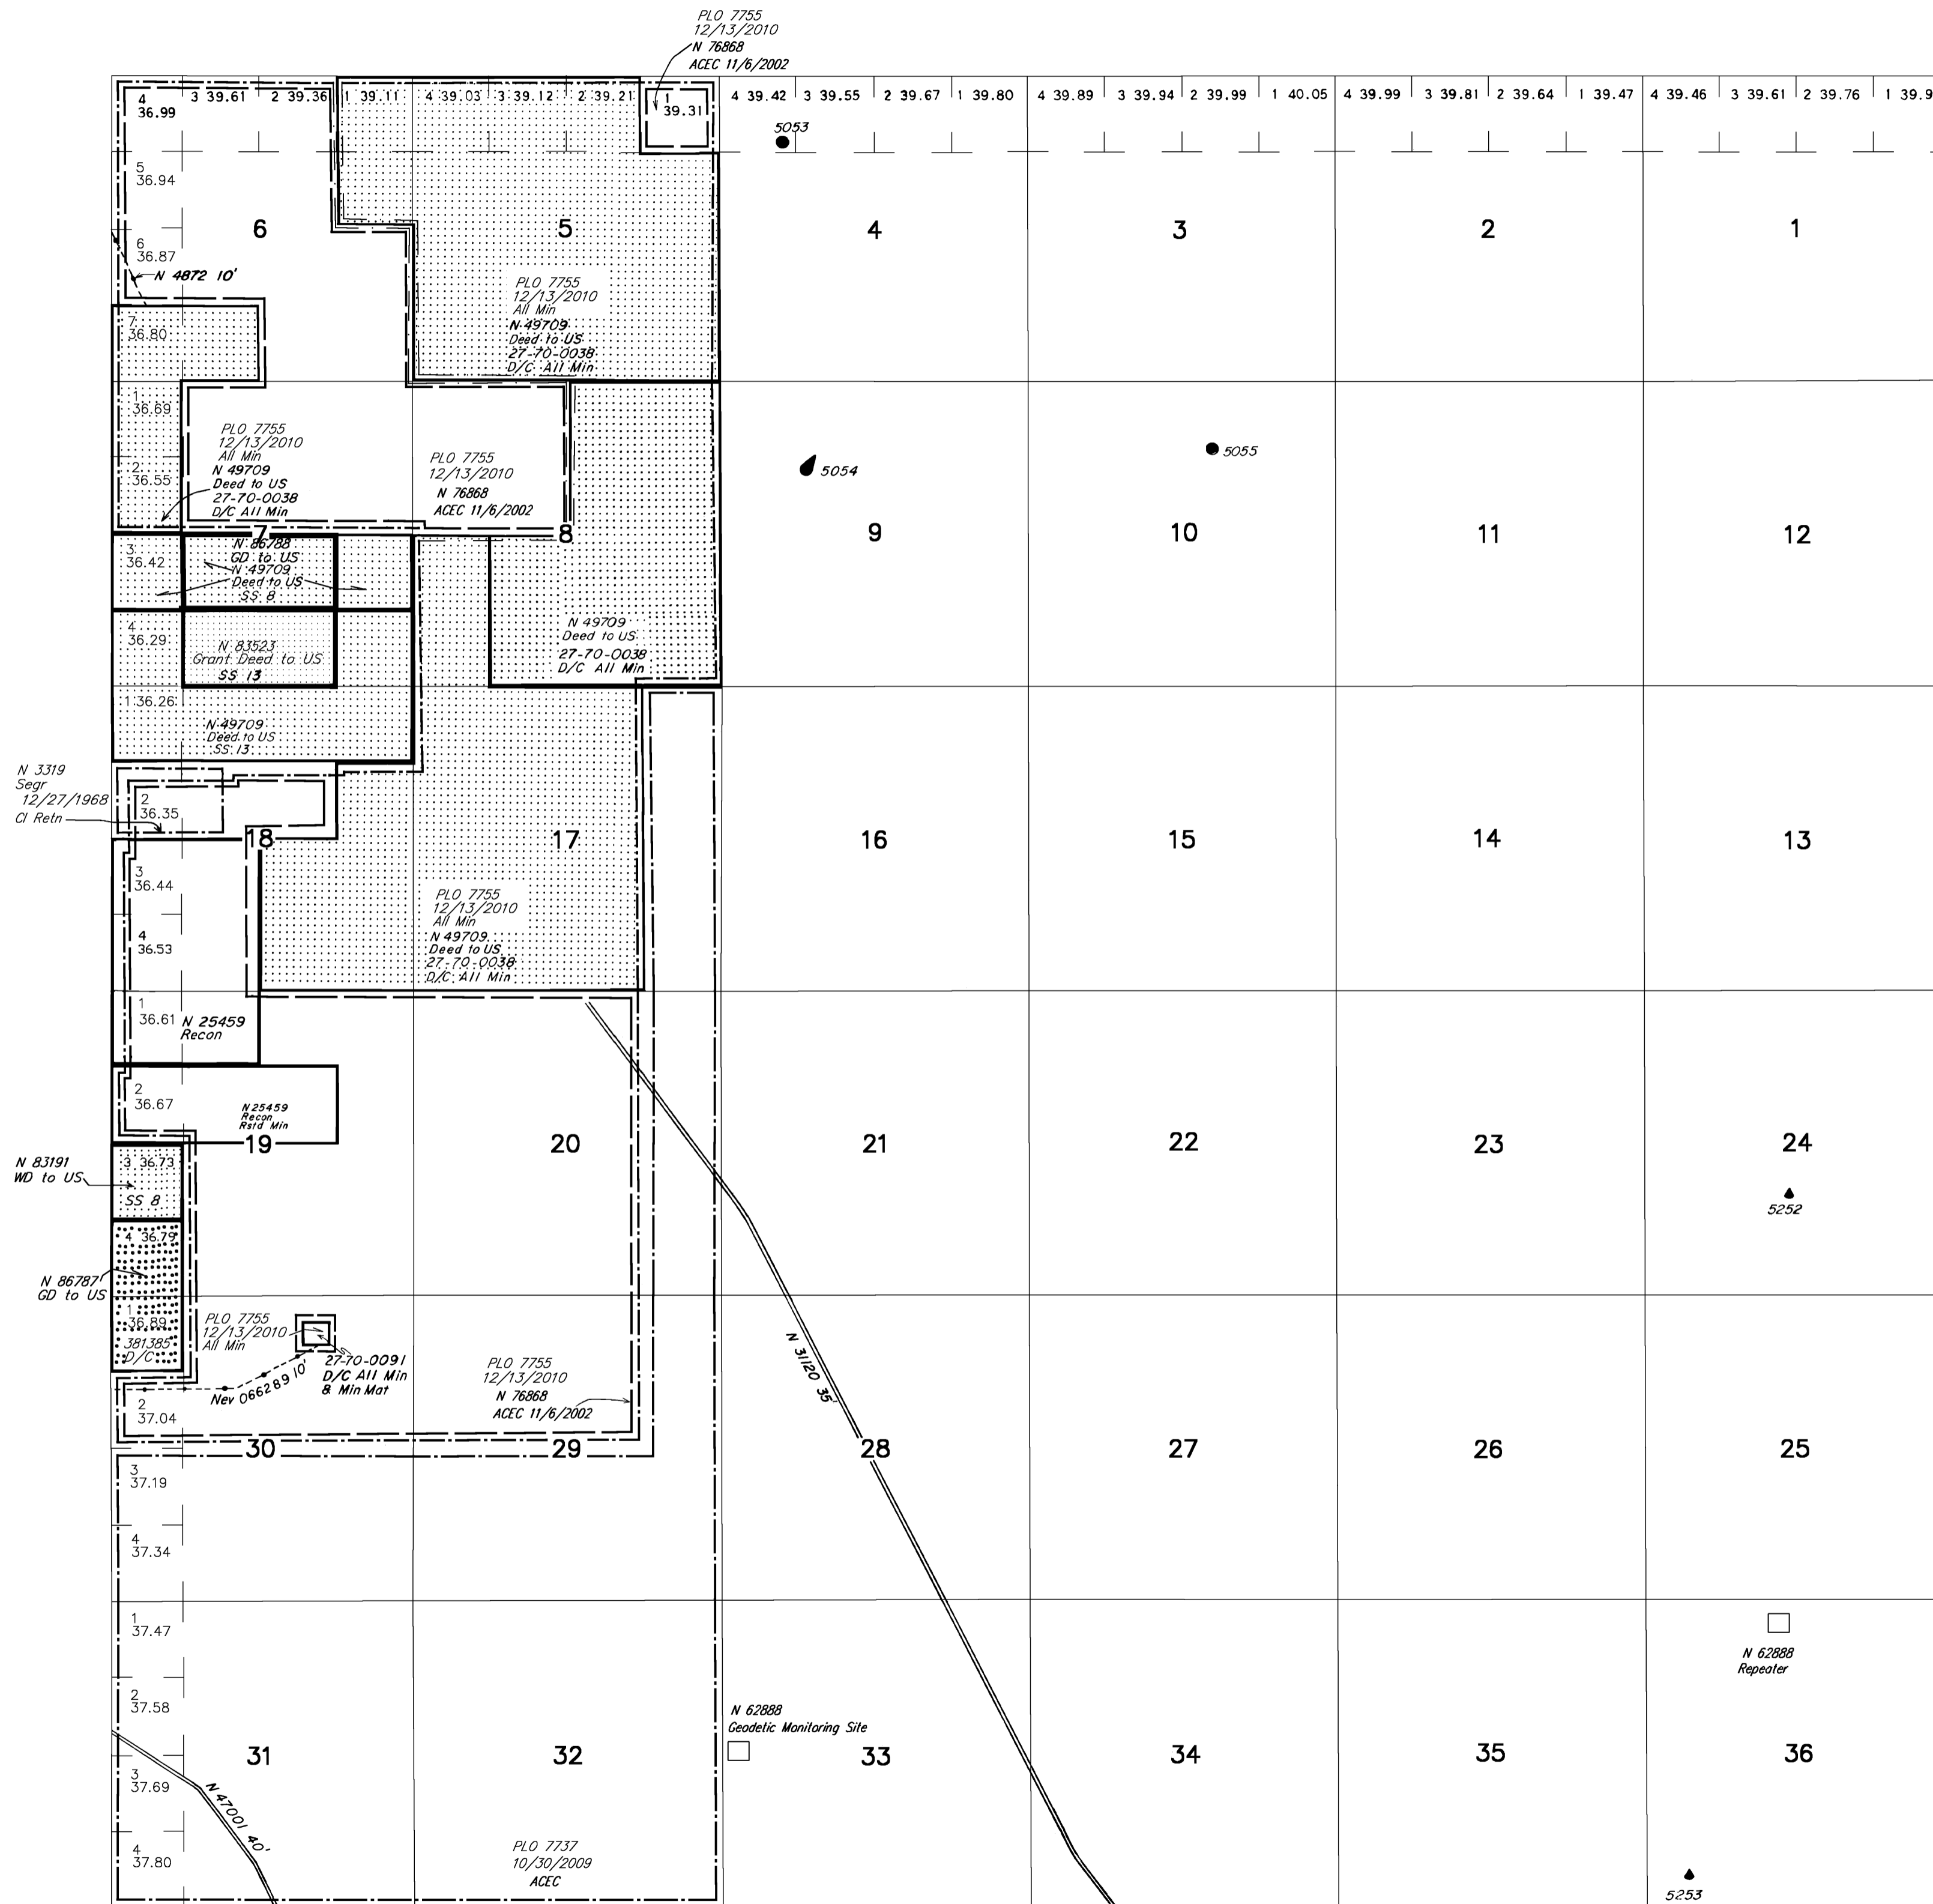 PLO 7755
12/13/2010
N 76868
ACEC 11/6/2002
4
36.99
3 39.61
2 39.36
1 39.11
4 39.03
3 39.12
2 39.21
1
39.31
4 39.42
3 39.55
2 39.67
1 39.80
4 39.89
3 39.94
2 39.99
1 40.05
4 39.99
3 39.81
2 39.64
1 39.47
4 39.46
3 39.61
2 39.76
1 39.9
5053
5
36.94
6
36.87
N 4872 10'
6
5
4
3
2
1
PLO 7755
12/13/2010
All Min
N 49709
Deed to US
27-70-0038
D/C All Min
7
36.80
1
36.69
2
36.55
PLO 7755
12/13/2010
All Min
N 49709
Deed to US
27-70-0038
D/C All Min
PLO 7755
12/13/2010
N 76868
ACEC 11/6/2002
5054
5055
7
8
9
10
11
12
3
36.42
N 86788
GD to US
N 49709
Deed to US
SS 8
4
36.29
N 83523
Grant Deed to US
SS 13
N 49709
Deed to US
27-70-0038
D/C All Min
1 36.26
N 49709
Deed to US
SS 13
N 3319
Segr
12/27/1968
Cl Retn
2
36.35
18
17
16
15
14
13
3
36.44
4
36.53
PLO 7755
12/13/2010
All Min
N 49709
Deed to US
27-70-0038
D/C All Min
1
36.61
N 25459
Recon
2
36.67
N 25459
Recon
Rstd Min
19
20
21
22
23
24
N 83191
WD to US
3 36.73
SS 8
5252
4 36.79
N 86787
GD to US
1
36.89
381385
D/C
PLO 7755
12/13/2010
All Min
27-70-0091
D/C All Min
& Min Mat
Nev 066289 10'
PLO 7755
12/13/2010
N 76868
ACEC 11/6/2002
N 31120 35'
2
37.04
30
29
28
27
26
25
3
37.19
4
37.34
1
37.47
2
37.58
N 62888
Repeater
N 62888
Geodetic Monitoring Site
31
32
33
34
35
36
3
37.69
N 47001 40'
4
37.80
PLO 7737
10/30/2009
ACEC
5253